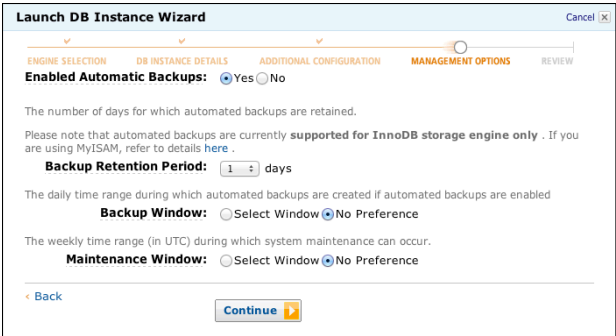 Launch DB Instance Wizard
Cancel x
ENGINE SELECTION DB INSTANCE DETAILS ADDITIONAL CONFIGURATION MANAGEMENT OPTIONS REVIEW
Enabled Automatic Backups: Yes No
The number of days for which automated backups are retained.
Please note that automated backups are currently supported for InnoDB storage engine only . If you
are using MyISAM, refer to details here .
Backup Retention Period: 1 days
The daily time range during which automated backups are created if automated backups are enabled
Backup Window: Select Window No Preference
The weekly time range (in UTC) during which system maintenance can occur.
Maintenance Window: Select Window No Preference
< Back
Continue